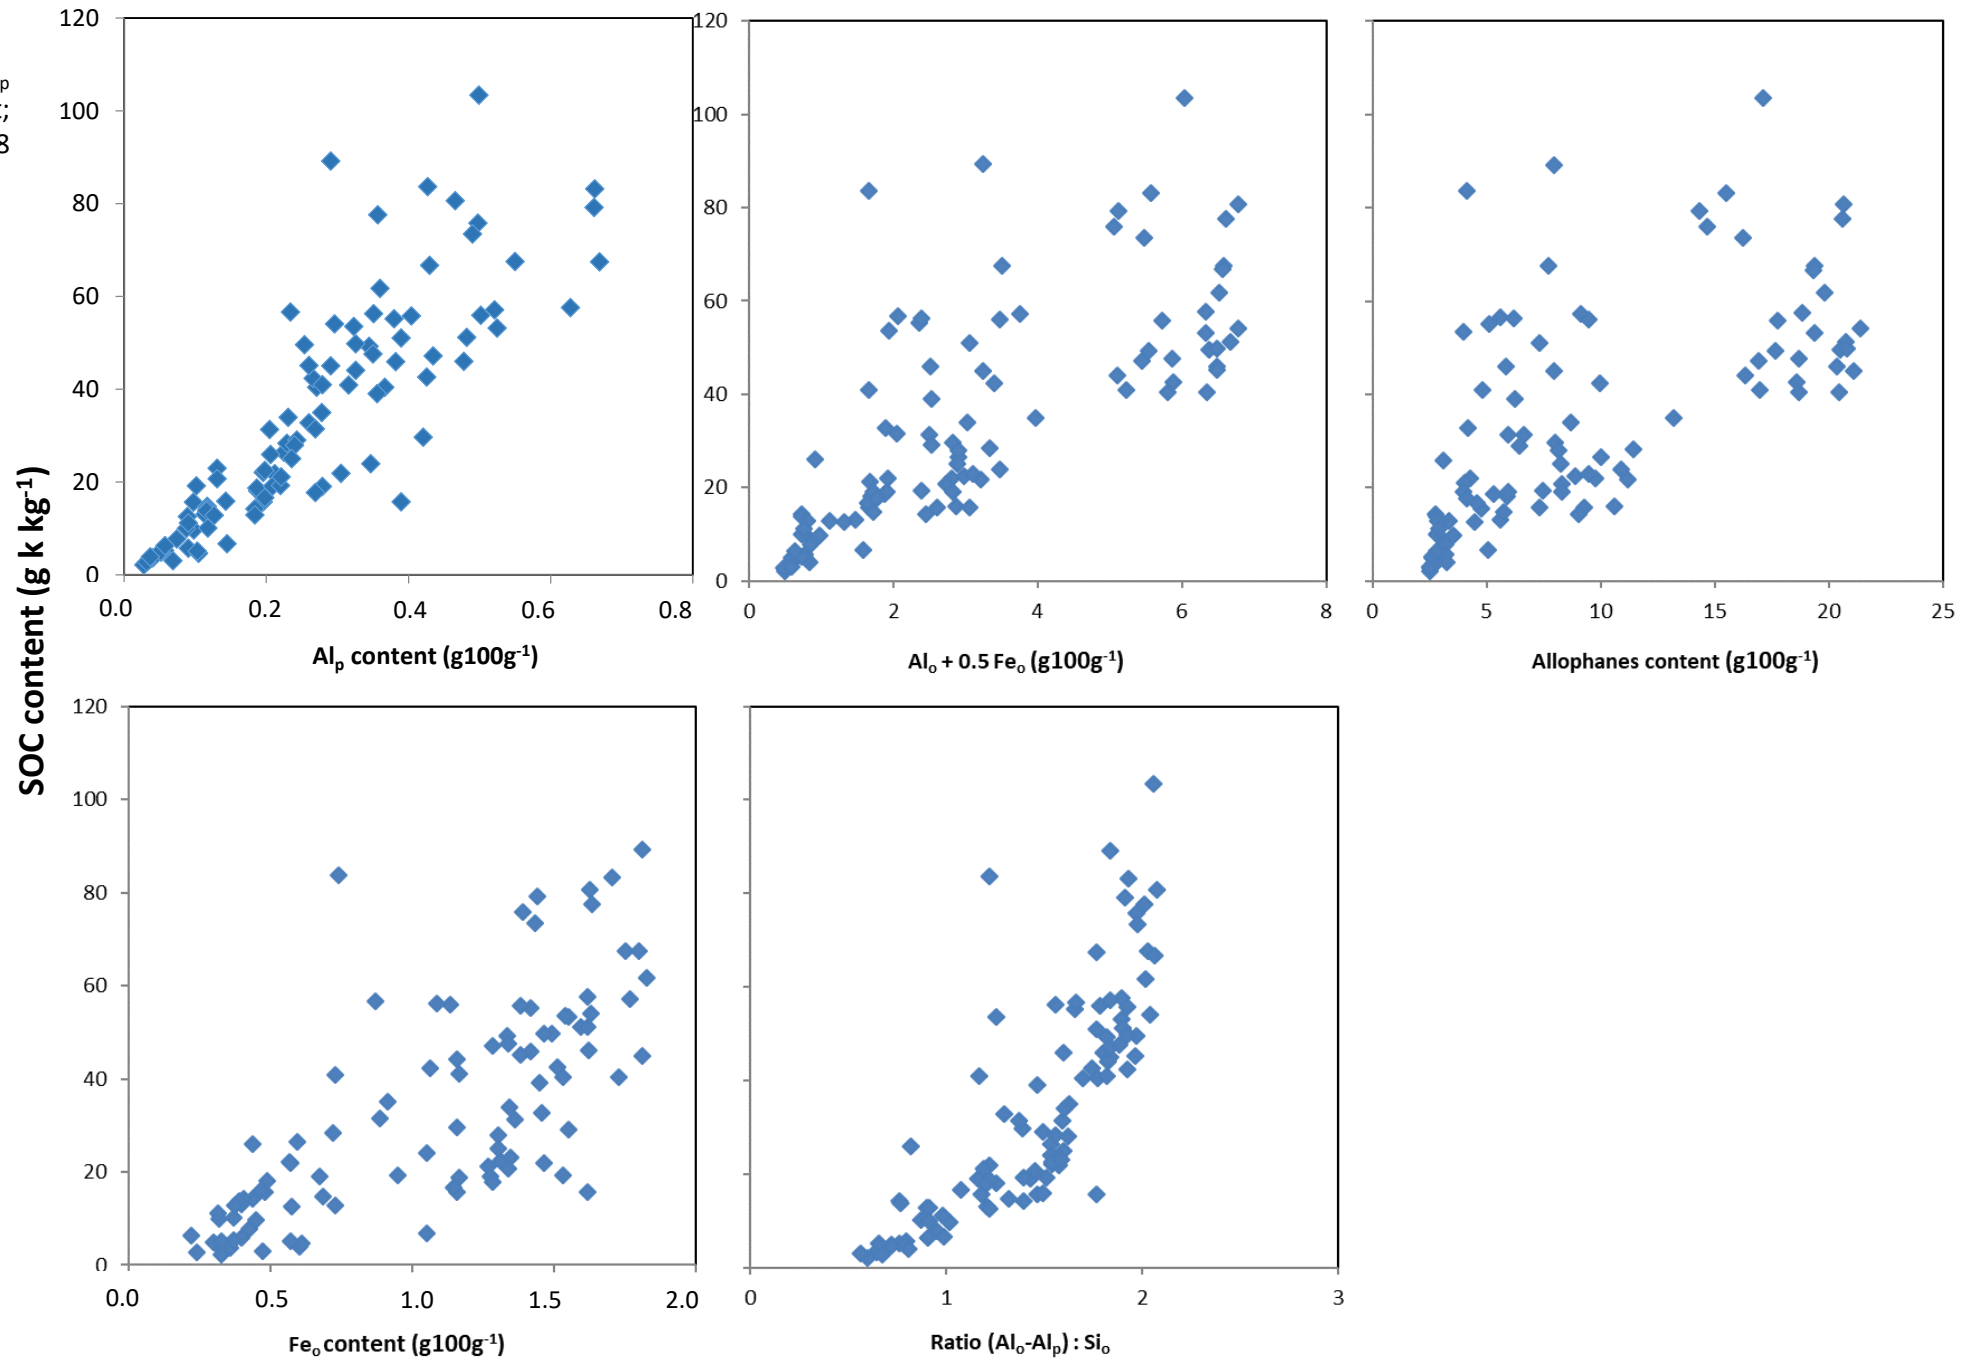 p
;
8
SOC content (g k kg-1)
120
100
80
60
40
20
0
0.0 0.2 0.4 0.6 0.8
Alp content (g100g-1)
120
100
80
60
40
20
0
0 2 4 6 8
Alo + 0.5 Feo (g100g-1)
0 5 10 15 20 25
Allophanes content (g100g-1)
120
100
80
60
40
20
0
0.0 0.5 1.0 1.5 2.0
Feo content (g100g-1)
0 1 2 3
Ratio (Alo-Alp) : Sio